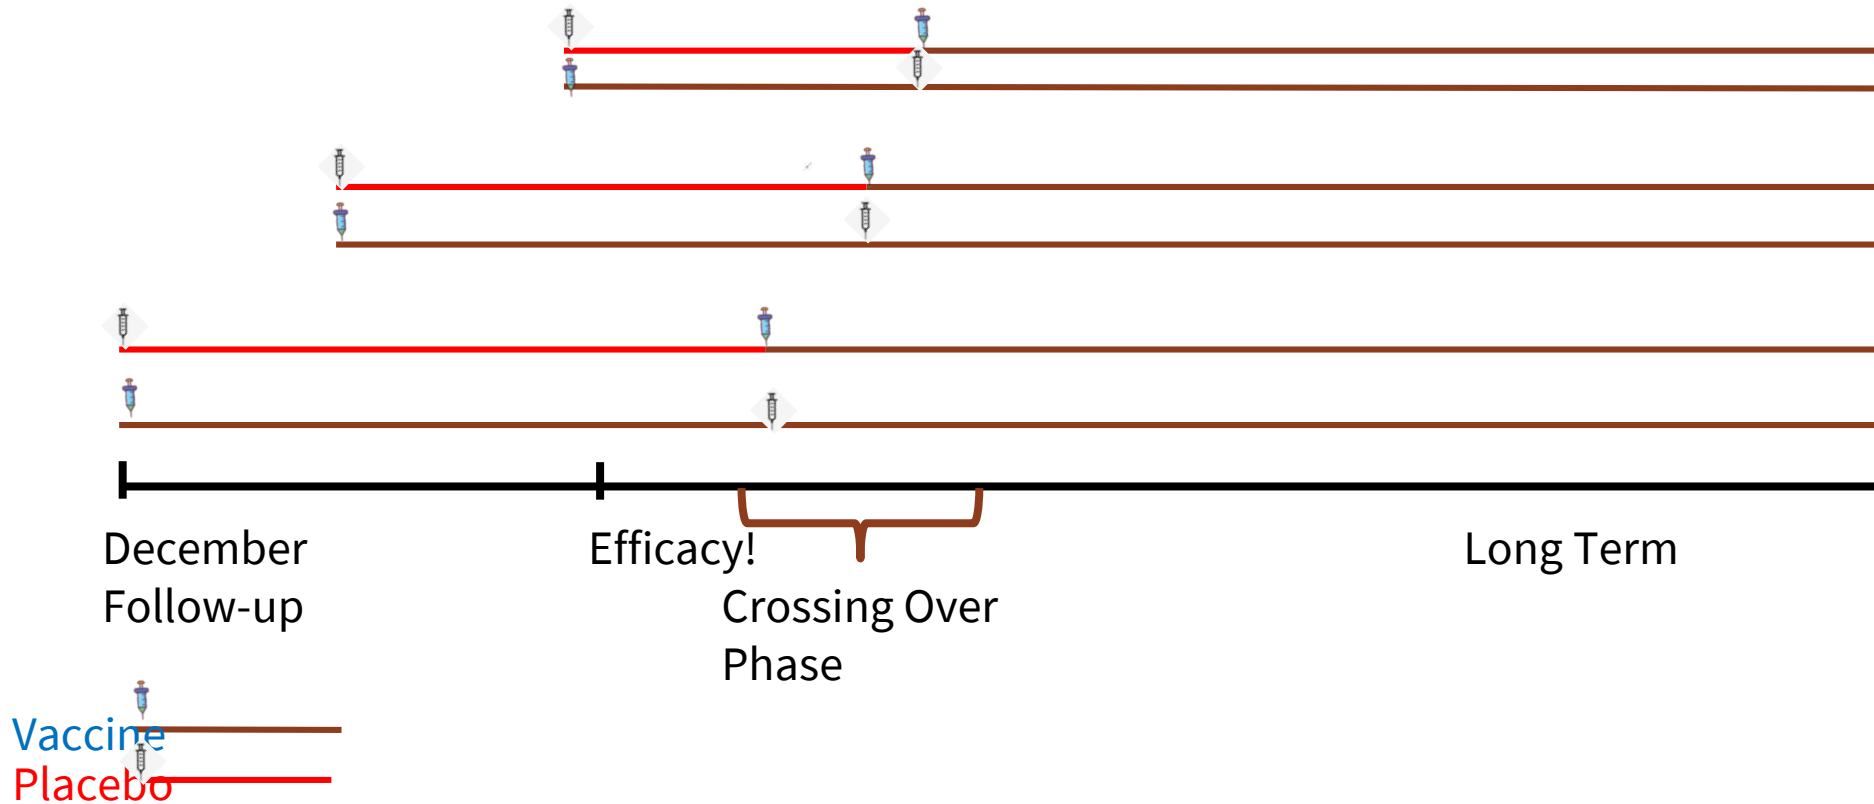 December
Follow-up
Efficacy!
Crossing Over
Phase
Long Term
Vaccine
Placebo